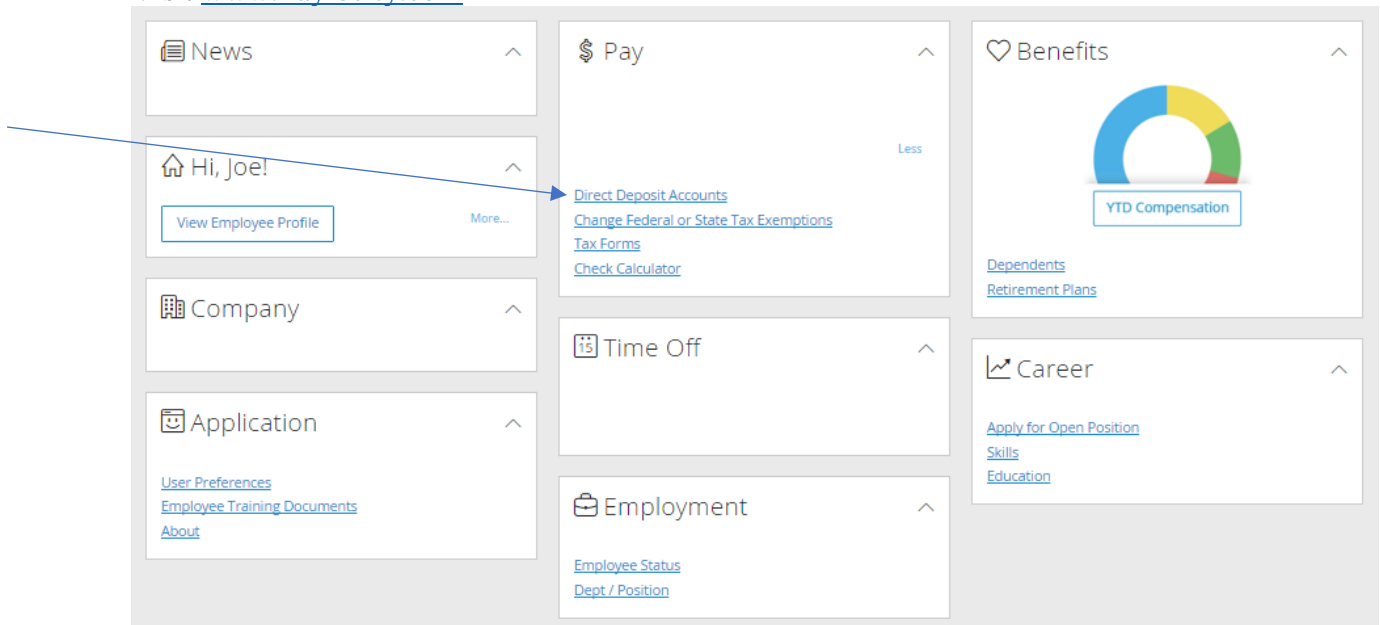 News
Hi, Joe!
View Employee Profile
More...
Company
Application
User Preferences
Employee Training Documents
About
$ Pay
Less
Direct Deposit Accounts
Change Federal or State Tax Exemptions
Tax Forms
Check Calculator
15 Time Off
Employment
Employee Status
Dept / Position
Benefits
YTD Compensation
Dependents
Retirement Plans
Career
Apply for Open Position
Skills
Education